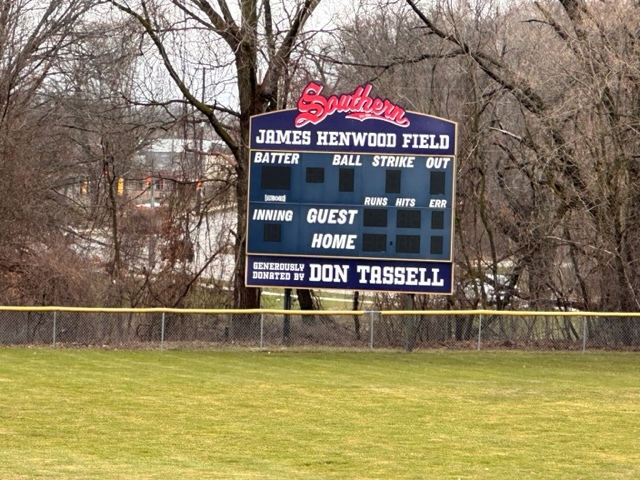 Southern
JAMES HENWOOD FIELD
BATTER BALL STRIKE OUT
RUNS HITS ERR
INNING GUEST
HOME
GENEROUSLY
DONATED BY DON TASSELL